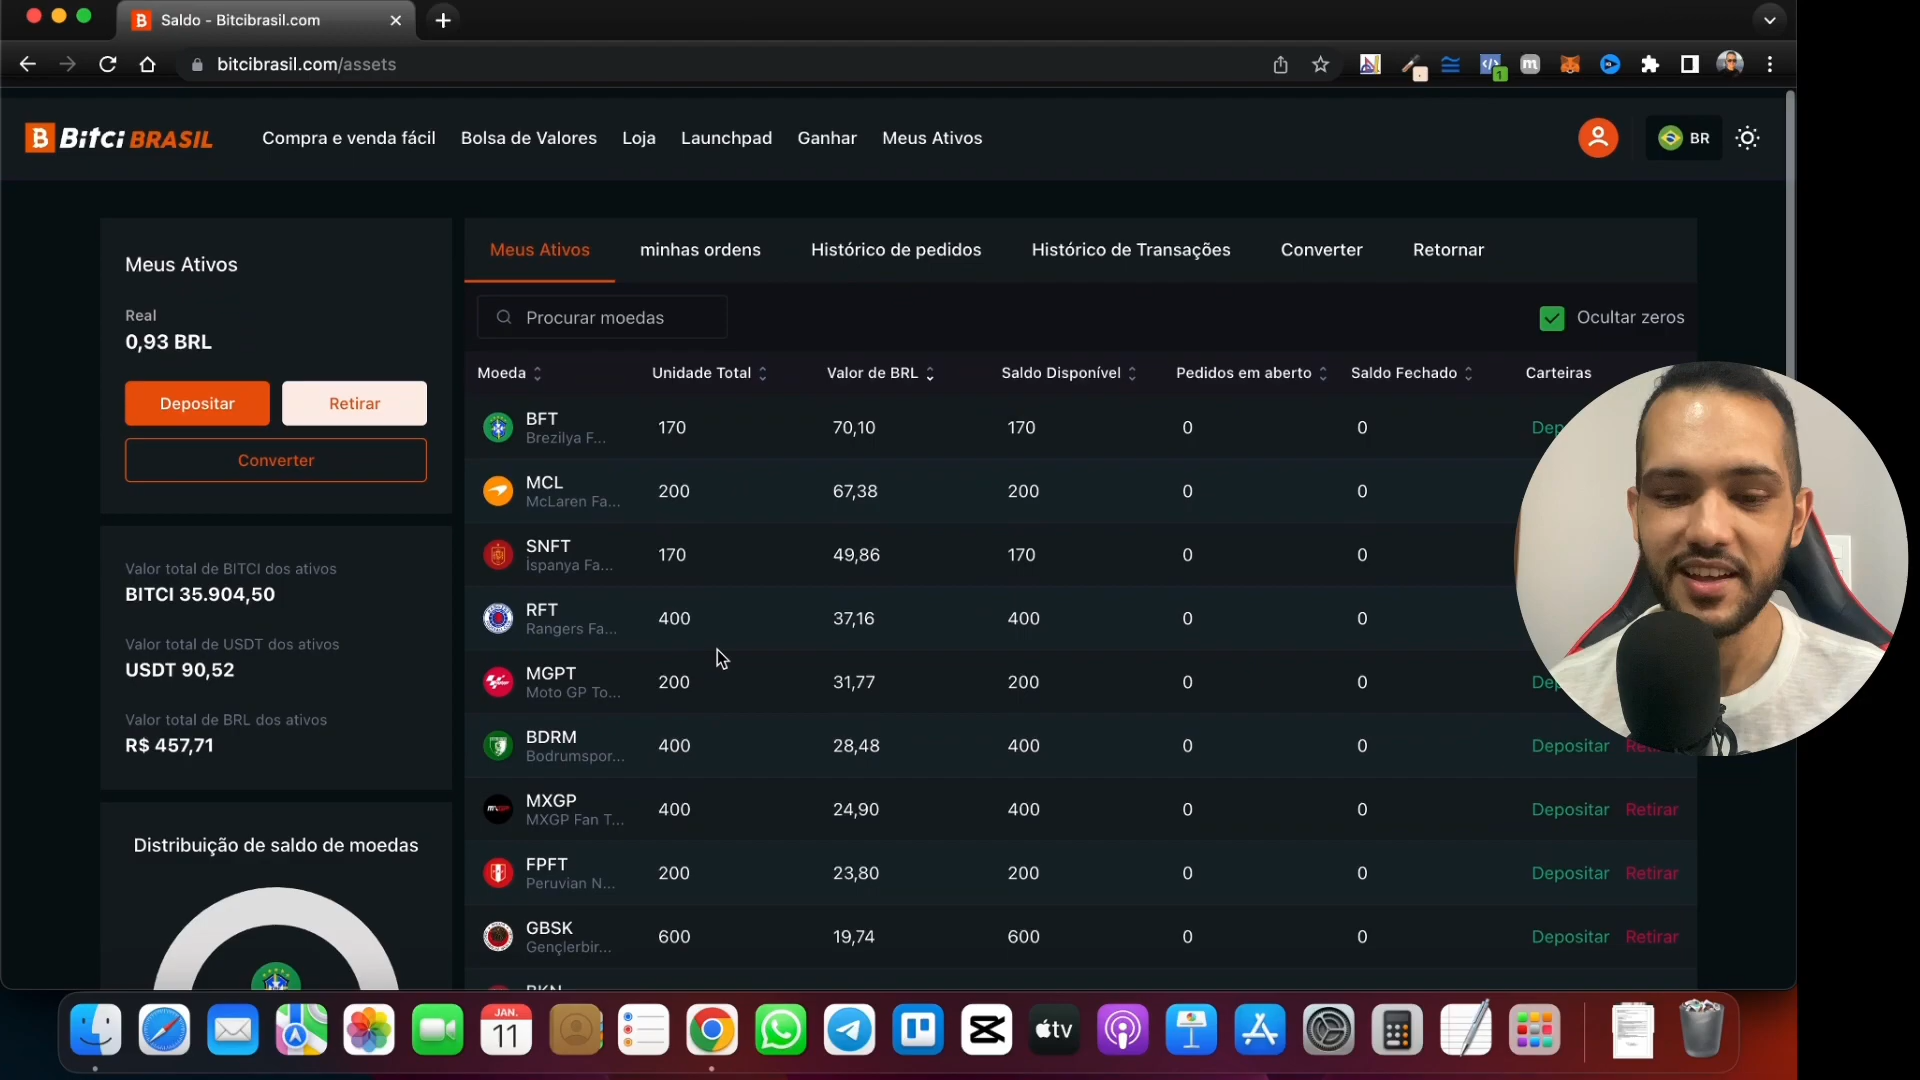 Saldo - Bitcibrasil.com
bitcibrasil.com/assets
Bitci BRASIL
Compra e venda fácil
Bolsa de Valores
Loja
Launchpad
Ganhar
Meus Ativos
BR
Meus Ativos
Real
0,93 BRL
Depositar
Retirar
Converter
Valor total de BITCI dos ativos
BITCI 35.904,50
Valor total de USDT dos ativos
USDT 90,52
Valor total de BRL dos ativos
R$ 457,71
Distribuição de saldo de moedas
Meus Ativos
minhas ordens
Histórico de pedidos
Histórico de Transações
Converter
Retornar
Procurar moedas
Ocultar zeros
Moeda Unidade Total Valor de BRL Saldo Disponível Pedidos em aberto Saldo Fechado Carteiras
BFT 170 70,10 170 0 0
Brezilya F...
MCL 200 67,38 200 0 0
McLaren Fa...
SNFT 170 49,86 170 0 0
İspanya Fa...
RFT 400 37,16 400 0 0
Rangers Fa...
MGPT 200 31,77 200 0 0
Moto GP To...
BDRM 400 28,48 400 0 0 Depositar
Bodrumspor...
MXGP 400 24,90 400 0 0 Depositar Retirar
MXGP Fan T...
FPFT 200 23,80 200 0 0 Depositar Retirar
Peruvian N...
GBSK 600 19,74 600 0 0 Depositar Retirar
Gençlerbir...
JAN.
11
tv